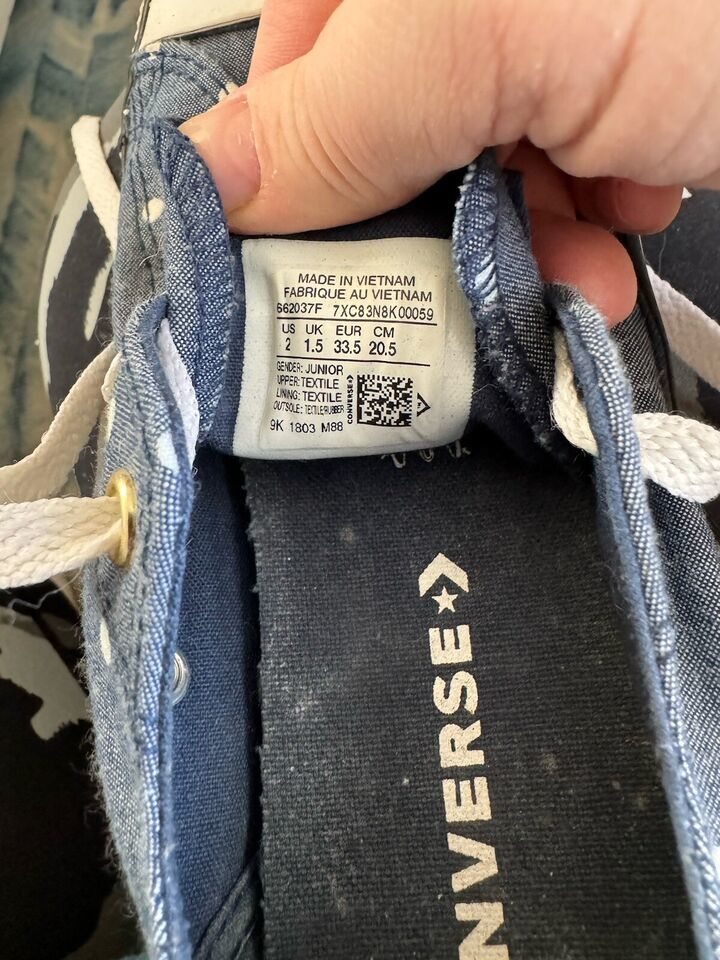 MADE IN VIETNAM
FABRIQUE AU VIETNAM
662037F 7XC83N8K00059
US UK EUR CM
2 1.5 33.5 20.5
GENDER: JUNIOR
UPPER: TEXTILE
LINING: TEXTILE
OUTSOLE: TEXTILE/RUBBER
CONVERSE
9K 1803 M88
NVERSE